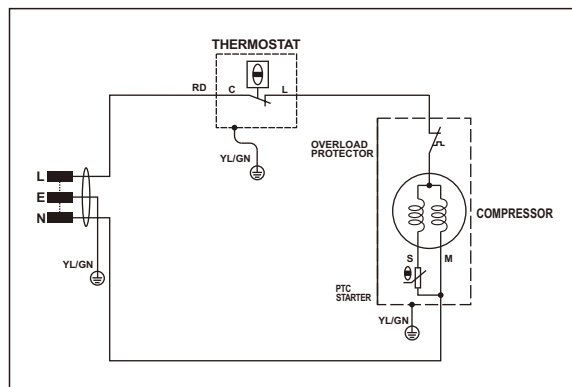 THERMOSTAT
RD C L
YL/GN
OVERLOAD
PROTECTOR
L
E
N
YL/GN
COMPRESSOR
S M
PTC
STARTER
YL/GN